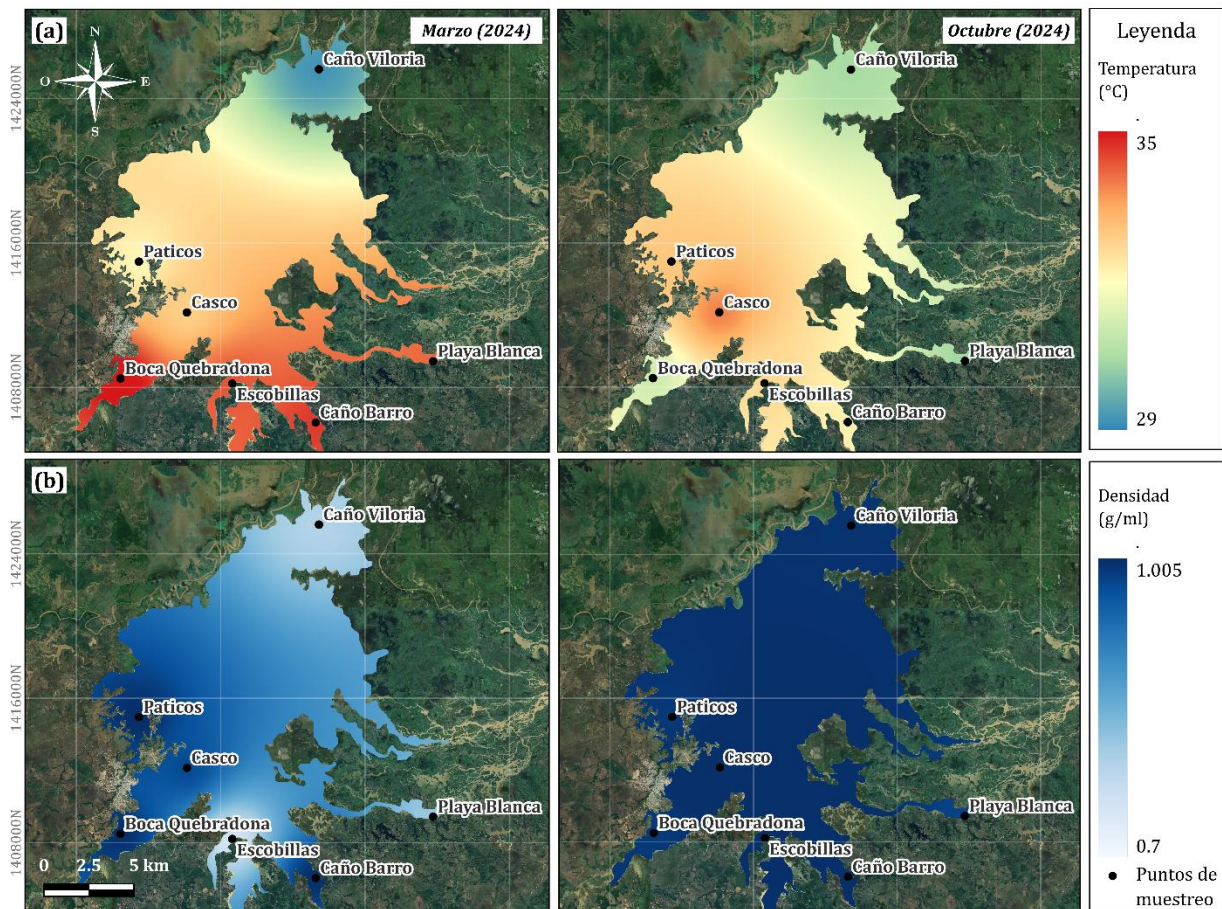 (a)
Marzo (2024)
Octubre (2024)
N
O
E
S
Leyenda
Temperatura
(°C)
.
35
29
1424000N
1416000N
1408000N
Caño Viloria
Paticos
Casco
Boca Quebradona
Escobillas
Playa Blanca
Caño Barro
Caño Viloria
Paticos
Casco
Boca Quebradona
Escobillas
Playa Blanca
Caño Barro
(b)
Densidad
(g/ml)
.
1.005
0.7
Puntos de
muestreo
1424000N
1416000N
1408000N
Caño Viloria
Paticos
Casco
Boca Quebradona
Escobillas
Playa Blanca
Caño Barro
0 2.5 5 km
Caño Viloria
Paticos
Casco
Boca Quebradona
Escobillas
Playa Blanca
Caño Barro